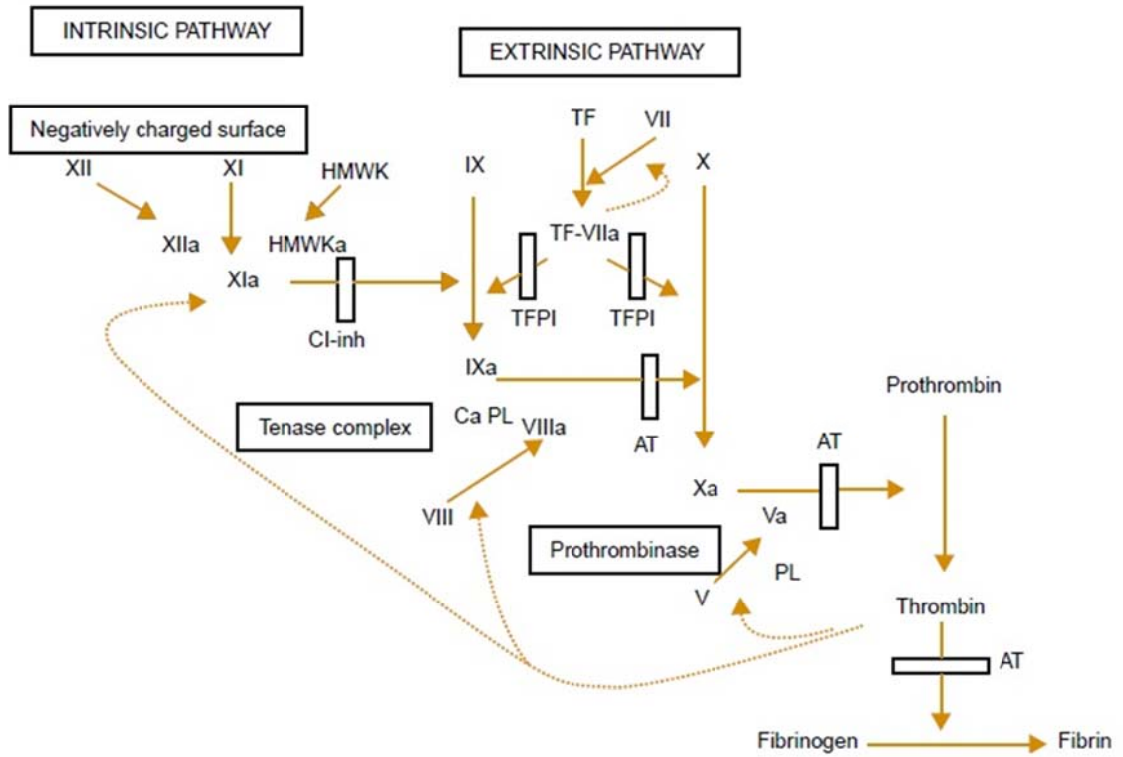 INTRINSIC PATHWAY
EXTRINSIC PATHWAY
Negatively charged surface
TF
VII
XII
XI
HMWK
IX
X
XIIa
HMWKa
TF-VIIa
XIa
CI-inh
TFPI
TFPI
IXa
Prothrombin
Tenase complex
Ca PL
VIIIa
AT
AT
VIII
Xa
Va
Prothrombinase
PL
V
Thrombin
AT
Fibrinogen
Fibrin